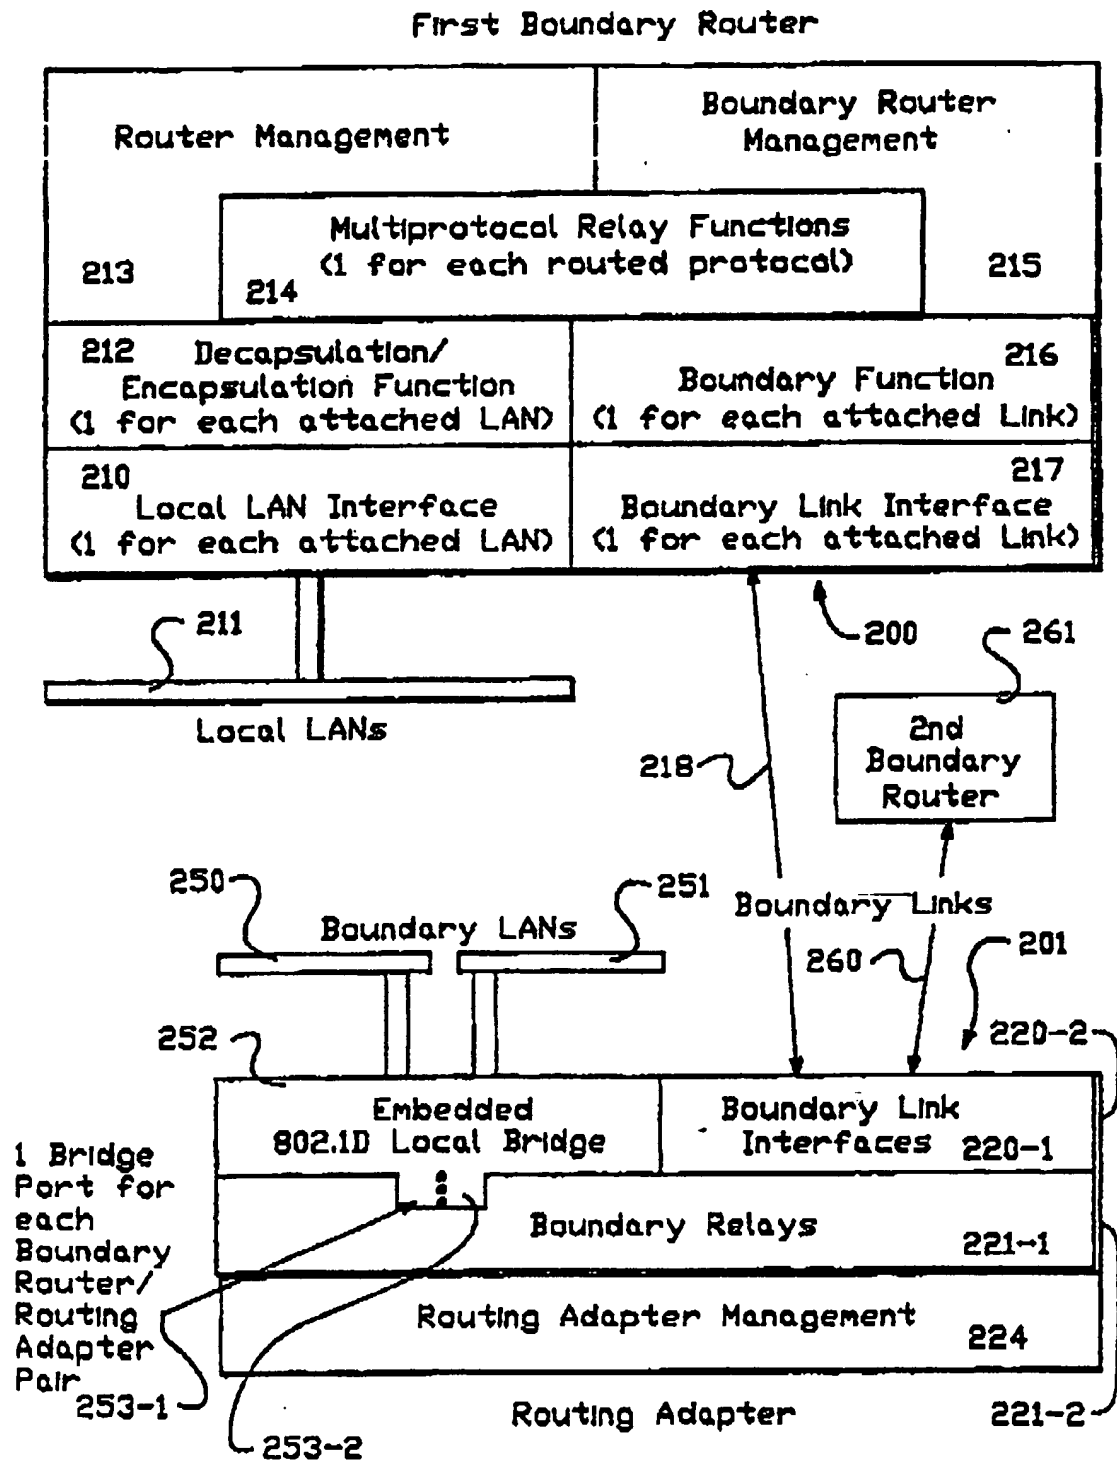 First Boundary Router
Router Management
Boundary Router
Management
Multiprotocal Relay Functions
(1 for each routed protocal)
213
214
215
212 Decapsulation/
Encapsulation Function
(1 for each attached LAN)
216
Boundary Function
(1 for each attached Link)
210
Local LAN Interface
(1 for each attached LAN)
217
Boundary Link Interface
(1 for each attached Link)
211
Local LANs
200
261
2nd
Boundary
Router
218
250
251
Boundary LANs
Boundary Links
260
201
252
220-2
Embedded
802.1D Local Bridge
Boundary Link
Interfaces
220-1
1 Bridge
Port for
each
Boundary
Router/
Routing
Adapter
Pair
Boundary Relays
221-1
Routing Adapter Management
224
253-1
253-2
Routing Adapter
221-2